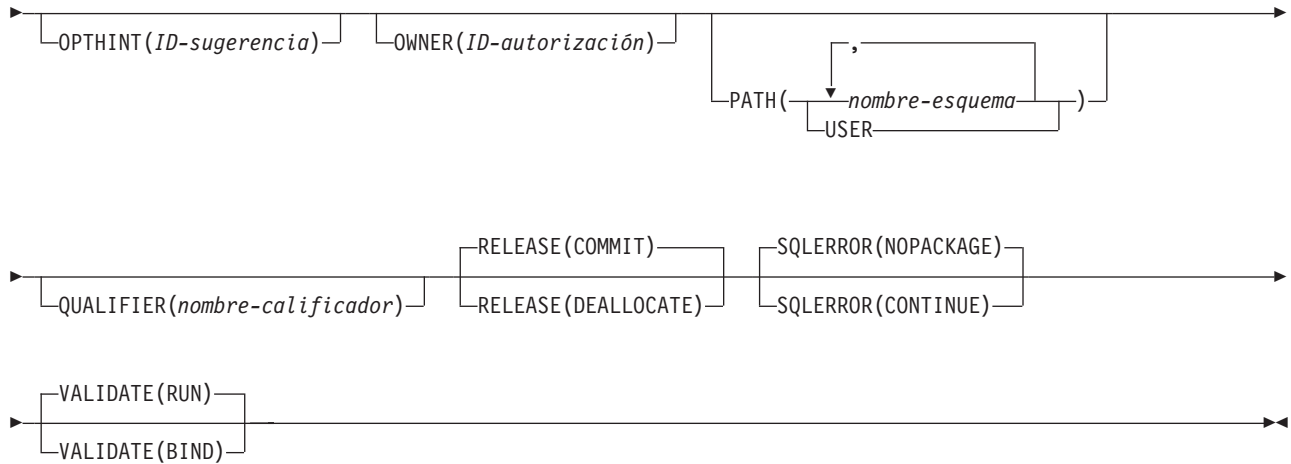 OPTHINT(ID-sugerencia) OWNER(ID-autorización) ,
PATH( nombre-esquema )
USER
RELEASE(COMMIT) SQLERROR(NOPACKAGE)
QUALIFIER(nombre-calificador) RELEASE(DEALLOCATE) SQLERROR(CONTINUE)
VALIDATE(RUN)
VALIDATE(BIND)